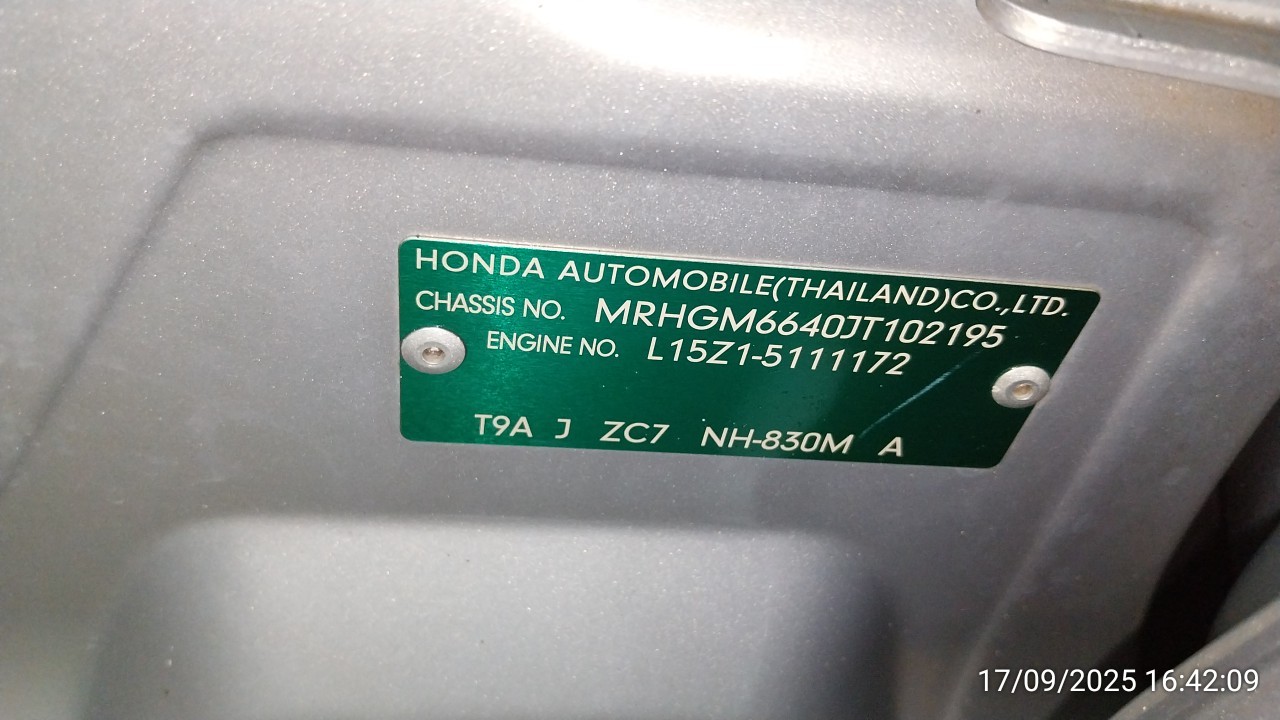 HONDA AUTOMOBILE(THAILAND)CO.,LTD.
CHASSIS NO. MRHGM6640JT102195
ENGINE NO. L15Z1-5111172
T9A J ZC7 NH-830M A
17/09/2025 16:42:09